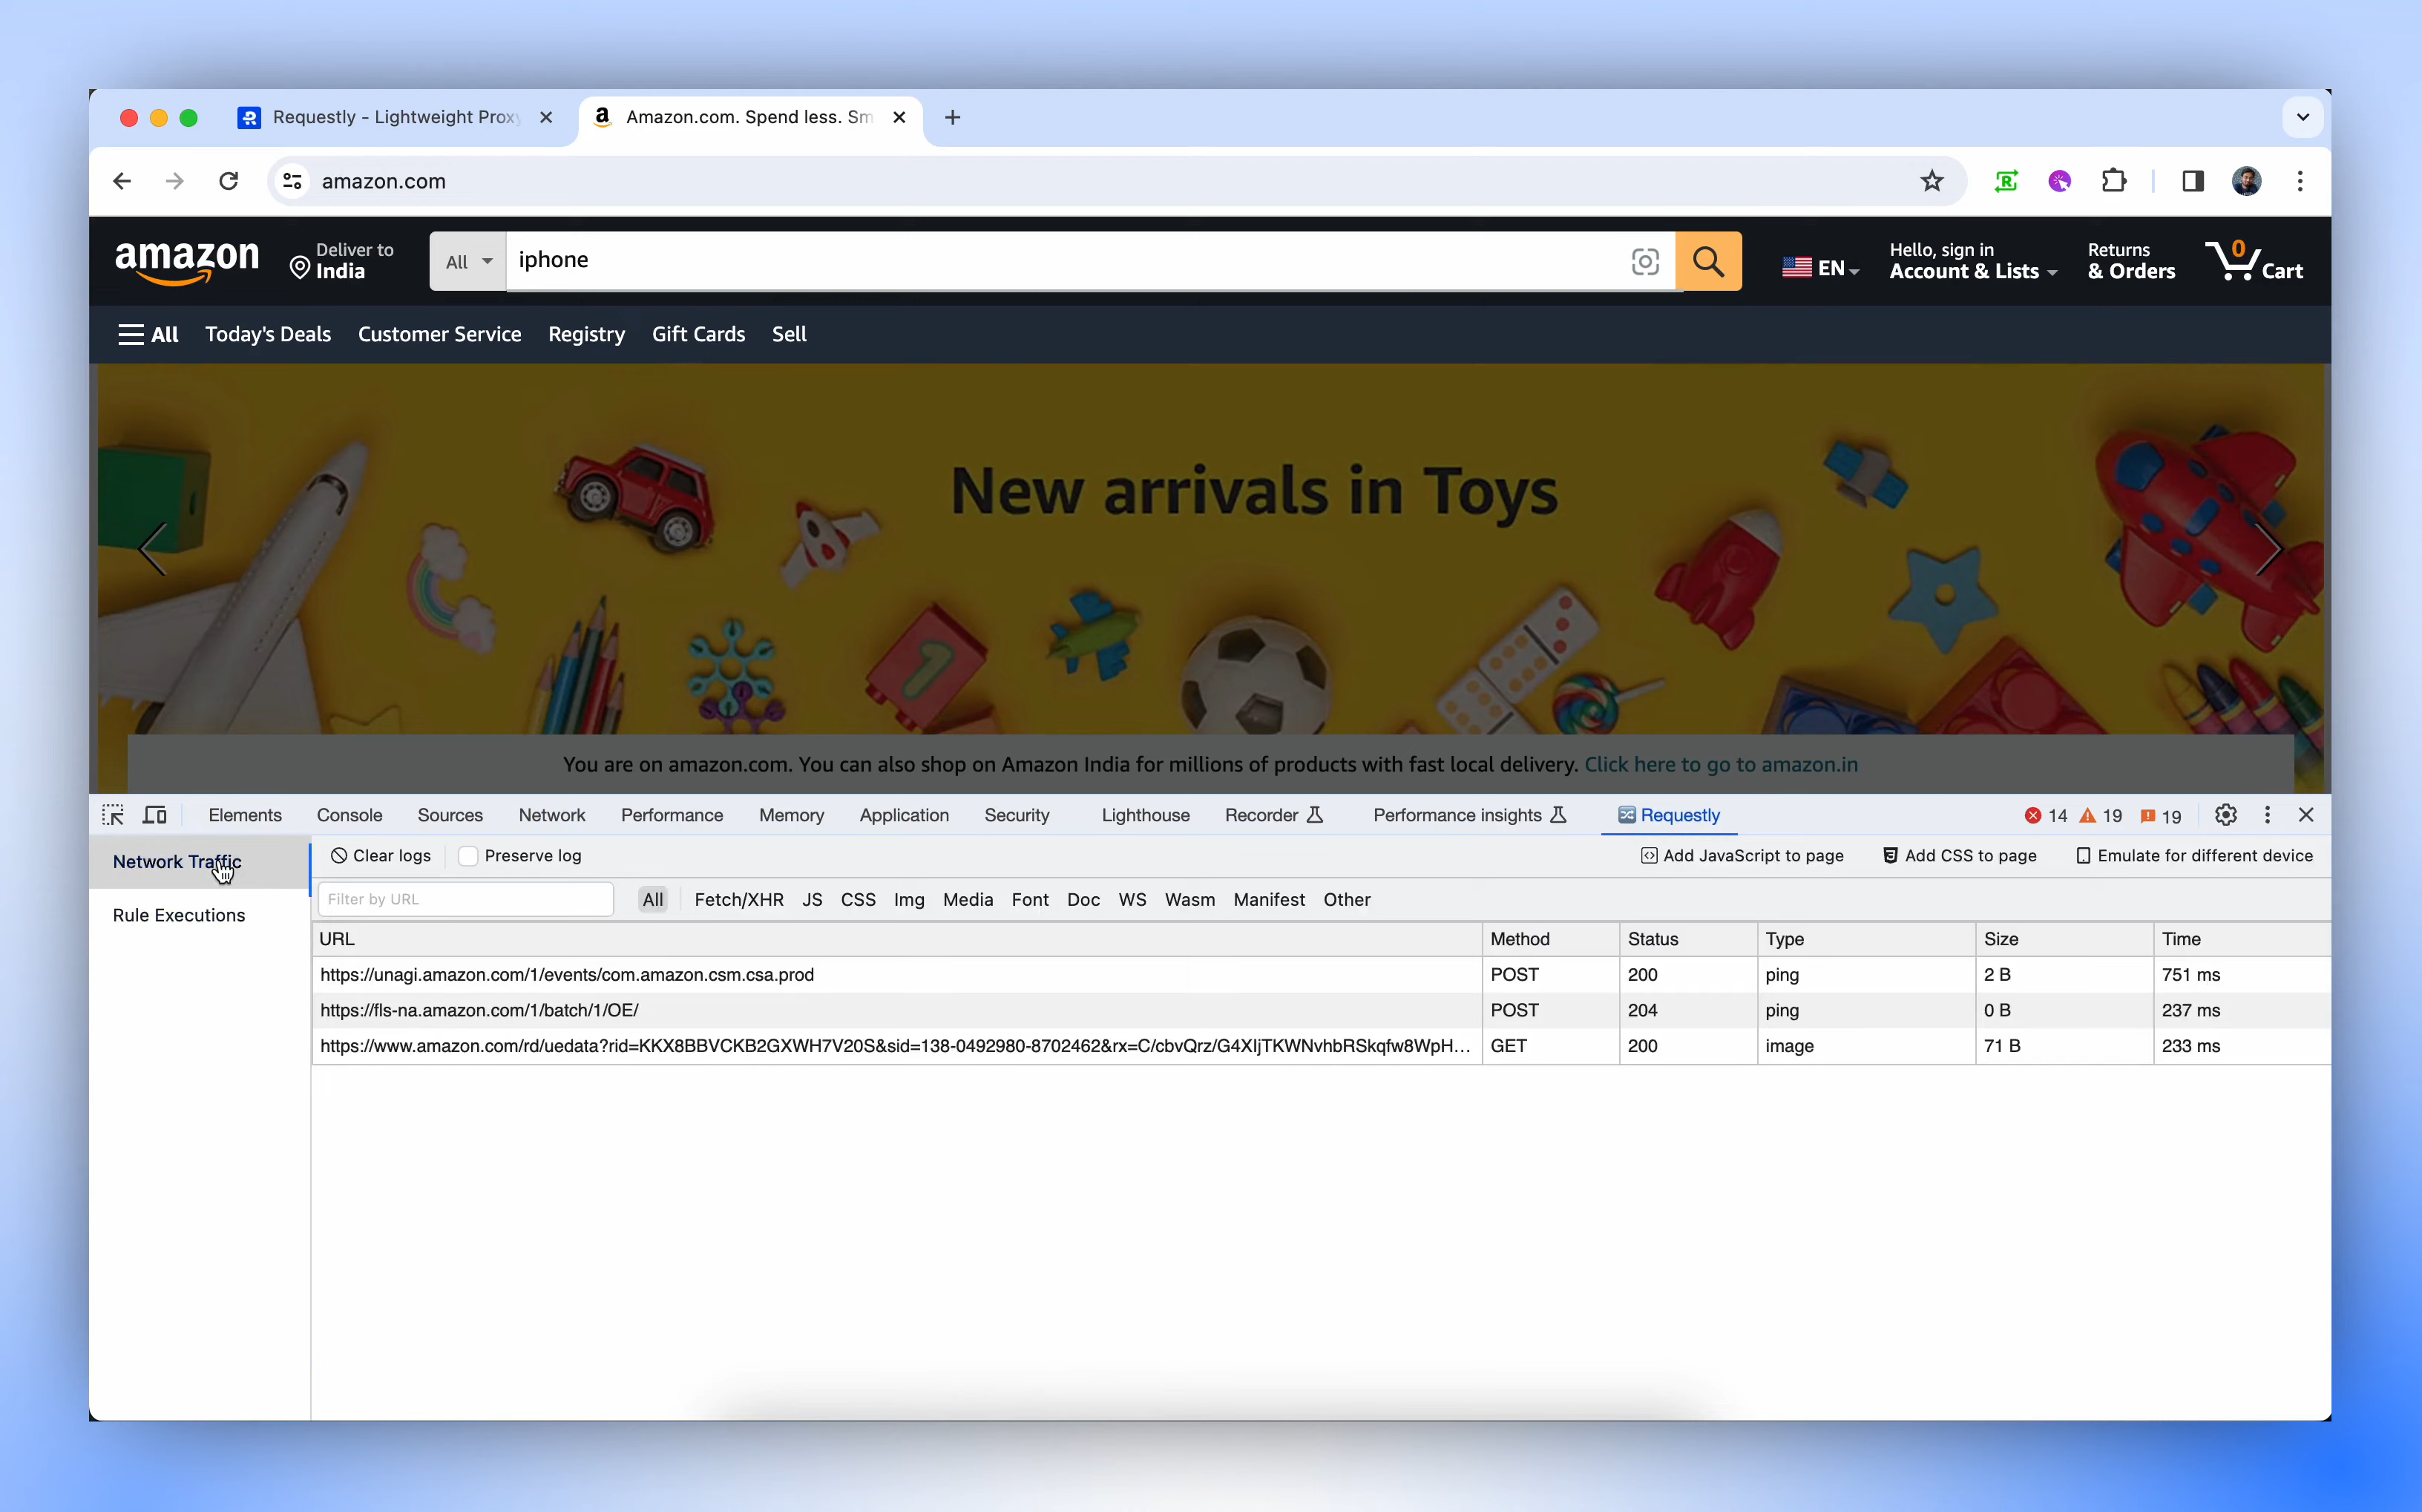 Requestly - Lightweight Proxy
Amazon.com. Spend less. Sm
amazon.com
amazon
Deliver to
India
All
iphone
EN
Hello, sign in
Account & Lists
Returns
& Orders
0
Cart
All Today's Deals Customer Service Registry Gift Cards Sell
New arrivals in Toys
1
You are on amazon.com. You can also shop on Amazon India for millions of products with fast local delivery. Click here to go to amazon.in
Elements Console Sources Network Performance Memory Application Security Lighthouse Recorder Performance insights Requestly 14 19 19
Network Traffic
Rule Executions
Clear logs Preserve log Add JavaScript to page Add CSS to page Emulate for different device
Filter by URL All Fetch/XHR JS CSS Img Media Font Doc WS Wasm Manifest Other
URL Method Status Type Size Time
https://unagi.amazon.com/1/events/com.amazon.csm.csa.prod POST 200 ping 2 B 751 ms
https://fls-na.amazon.com/1/batch/1/OE/ POST 204 ping 0 B 237 ms
https://www.amazon.com/rd/uedata?rid=KKX8BBVCKB2GXWH7V20S&sid=138-0492980-8702462&rx=C/cbvQrz/G4XIjTKWNvhbRSkqfw8WpH... GET 200 image 71 B 233 ms